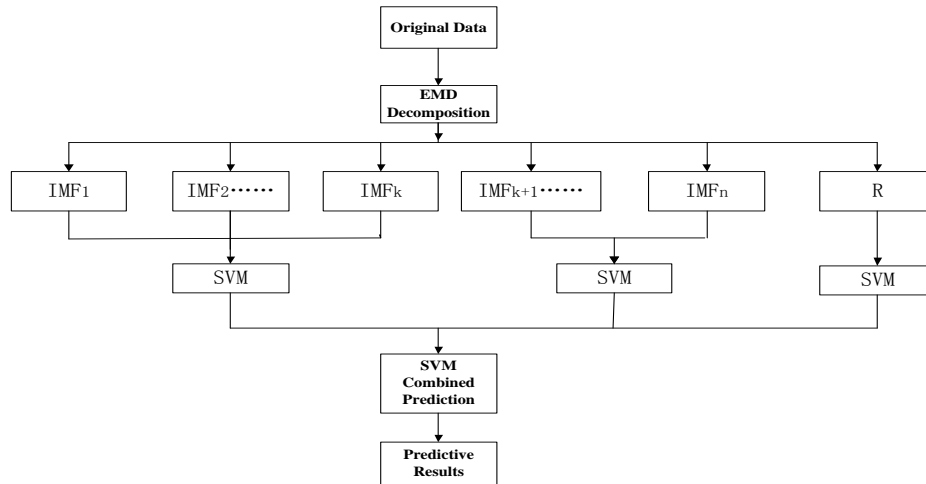 Original Data
EMD
Decomposition
IMF1
IMF2······
IMFk
IMFk+1······
IMFn
R
SVM
SVM
SVM
SVM
Combined
Prediction
Predictive
Results